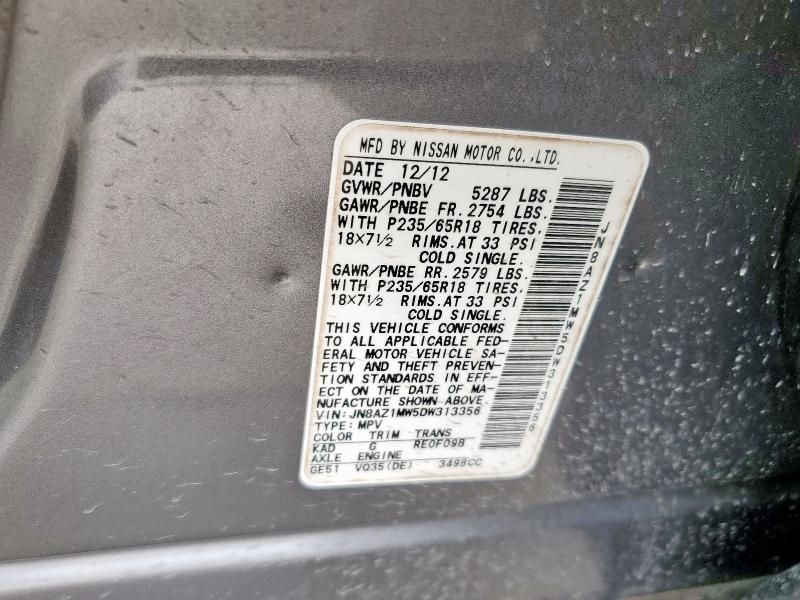 MFD BY NISSAN MOTOR CO.,LTD.
DATE 12/12
GVWR/PNBV 5287 LBS.
GAWR/PNBE FR. 2754 LBS.
WITH P235/65R18 TIRES,
18×7½ RIMS. AT 33 PSI
COLD SINGLE.
GAWR/PNBE RR. 2579 LBS.
WITH P235/65R18 TIRES,
18×7½ RIMS. AT 33 PSI
COLD SINGLE.
THIS VEHICLE CONFORMS
TO ALL APPLICABLE FED-
ERAL MOTOR VEHICLE SA-
FETY AND THEFT PREVEN-
TION STANDARDS IN EFF-
ECT ON THE DATE OF MA-
NUFACTURE SHOWN ABOVE.
VIN: JN8AZ1MW5DW313356
TYPE: MPV
COLOR TRIM TRANS
KAD G RE0F09B
AXLE ENGINE
GE51 VQ35(DE) 3498CC
JN8AZ1MW5DW313356